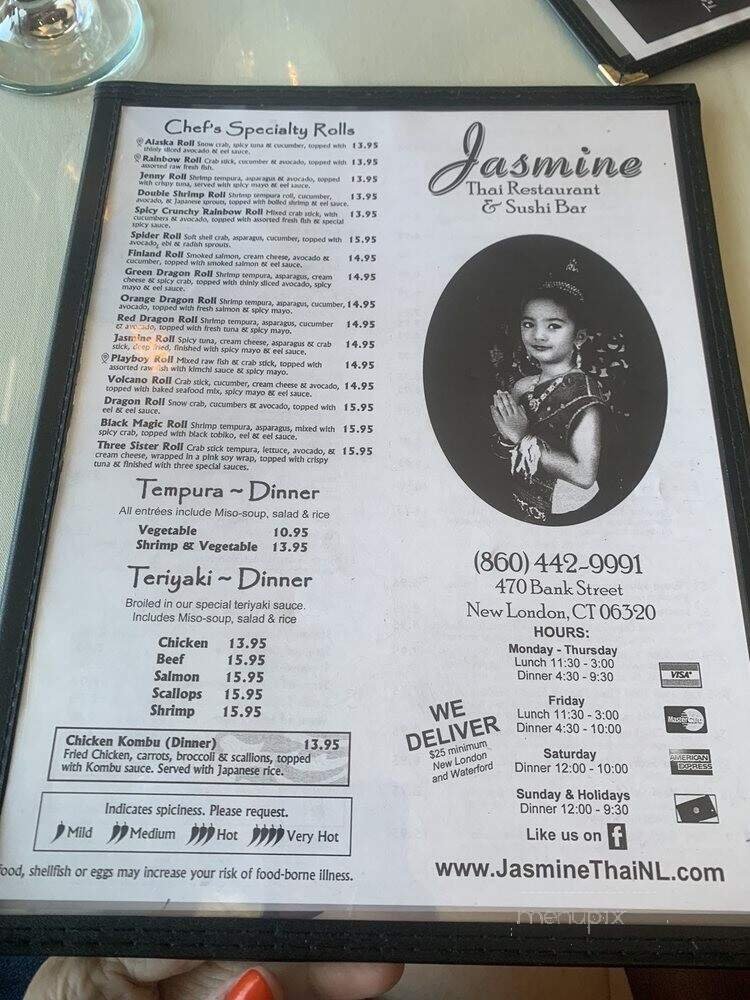 Chef's Specialty Rolls
Alaska Roll Snow crab, spicy tuna & cucumber, topped with 13.95
thinly sliced avocado & eel sauce.
Rainbow Roll Crab stick, cucumber & avocado, topped with 13.95
assorted raw fresh fish.
Jenny Roll Shrimp tempura, asparagus & avocado, topped 13.95
with crispy tuna, served with spicy mayo & eel sauce.
Double Shrimp Roll Shrimp tempura roll, cucumber, 13.95
avocado, & Japanese sprouts, topped with boiled shrimp & eel sauce.
Spicy Crunchy Rainbow Roll Mixed crab stick, with 13.95
cucumbers & avocado, topped with assorted fresh fish & special
spicy sauce.
Spider Roll Soft shell crab, asparagus, cucumber, topped with 15.95
avocado, ebi & radish sprouts.
Finland Roll Smoked salmon, cream cheese, avocado & 14.95
cucumber, topped with smoked salmon & eel sauce.
Green Dragon Roll Shrimp tempura, asparagus, cream 14.95
cheese & spicy crab, topped with thinly sliced avocado, spicy
mayo & eel sauce.
Orange Dragon Roll Shrimp tempura, asparagus, cucumber, 14.95
avocado, topped with fresh salmon & spicy mayo.
Red Dragon Roll Shrimp tempura, asparagus, cucumber 14.95
& avocado, topped with fresh tuna & spicy mayo.
Jasmine Roll Spicy tuna, cream cheese, asparagus & crab 14.95
stick, deep fried, finished with spicy mayo & eel sauce.
Playboy Roll Mixed raw fish & crab stick, topped with 14.95
assorted raw fish with kimchi sauce & spicy mayo.
Volcano Roll Crab stick, cucumber, cream cheese & avocado, 14.95
topped with baked seafood mix, spicy mayo & eel sauce.
Dragon Roll Snow crab, cucumbers & avocado, topped with 15.95
eel & eel sauce.
Black Magic Roll Shrimp tempura, asparagus, mixed with 15.95
spicy crab, topped with black tobiko, eel & eel sauce.
Three Sister Roll Crab stick tempura, lettuce, avocado, & 15.95
cream cheese, wrapped in a pink soy wrap, topped with crispy
tuna & finished with three special sauces.
Tempura ~ Dinner
All entrées include Miso-soup, salad & rice
Vegetable 10.95
Shrimp & Vegetable 13.95
Teriyaki ~ Dinner
Broiled in our special teriyaki sauce.
Includes Miso-soup, salad & rice
Chicken 13.95
Beef 15.95
Salmon 15.95
Scallops 15.95
Shrimp 15.95
Chicken Kombu (Dinner) 13.95
Fried Chicken, carrots, broccoli & scallions, topped
with Kombu sauce. Served with Japanese rice.
Indicates spiciness. Please request.
Mild Medium Hot Very Hot
ood, shellfish or eggs may increase your risk of food-borne illness.
Jasmine
Thai Restaurant
& Sushi Bar
(860) 442-9991
470 Bank Street
New London, CT 06320
HOURS:
Monday - Thursday
Lunch 11:30 - 3:00
Dinner 4:30 - 9:30
Friday
Lunch 11:30 - 3:00
Dinner 4:30 - 10:00
Saturday
Dinner 12:00 - 10:00
Sunday & Holidays
Dinner 12:00 - 9:30
WE
DELIVER
$25 minimum
New London
and Waterford
VISA
MasterCard
AMERICAN
EXPRESS
Like us on f
www.JasmineThaiNL.com
menupix